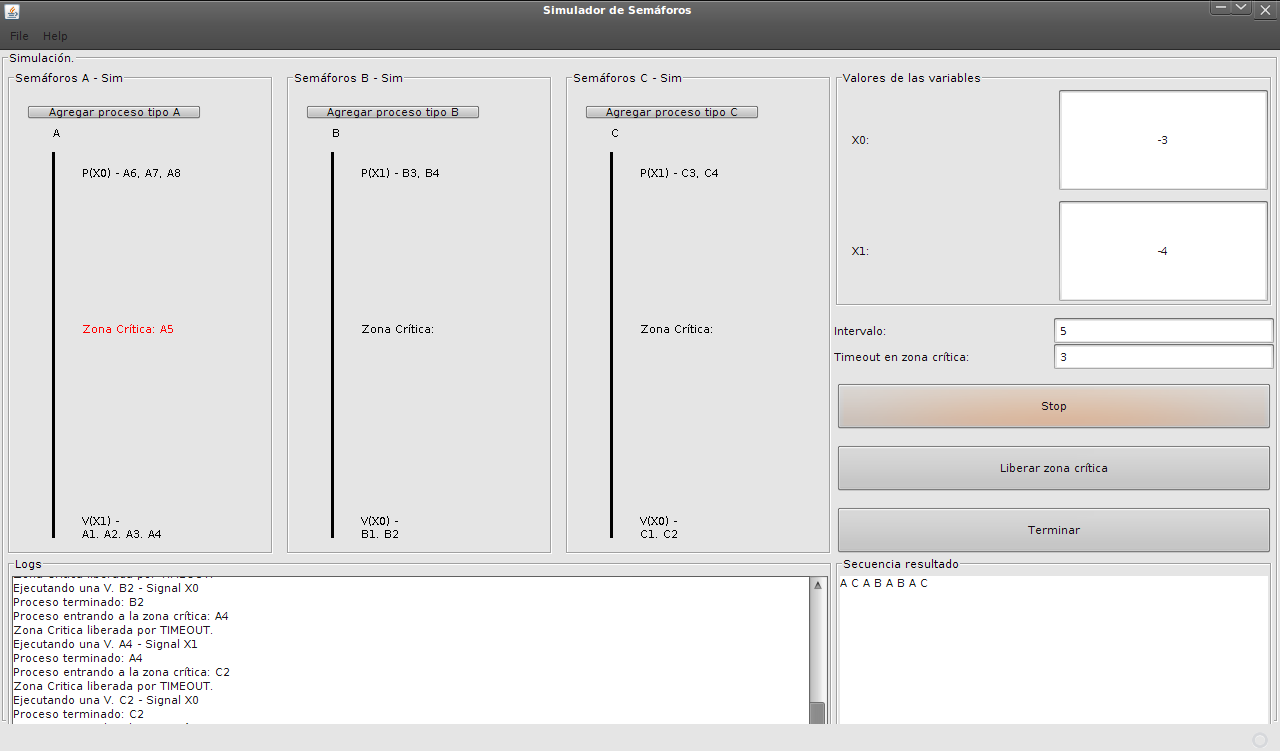 Simulador de Semáforos
File Help
Simulación.
Semáforos A - Sim
Agregar proceso tipo A
A
P(X0) - A6, A7, A8
Zona Crítica: A5
V(X1) -
A1. A2. A3. A4
Semáforos B - Sim
Agregar proceso tipo B
B
P(X1) - B3, B4
Zona Crítica:
V(X0) -
B1. B2
Semáforos C - Sim
Agregar proceso tipo C
C
P(X1) - C3, C4
Zona Crítica:
V(X0) -
C1. C2
Valores de las variables
X0: -3
X1: -4
Intervalo: 5
Timeout en zona crítica: 3
Stop
Liberar zona crítica
Terminar
Logs
Ejecutando una V. B2 - Signal X0
Proceso terminado: B2
Proceso entrando a la zona crítica: A4
Zona Critica liberada por TIMEOUT.
Ejecutando una V. A4 - Signal X1
Proceso terminado: A4
Proceso entrando a la zona crítica: C2
Zona Critica liberada por TIMEOUT.
Ejecutando una V. C2 - Signal X0
Proceso terminado: C2
Secuencia resultado
A C A B A B A C